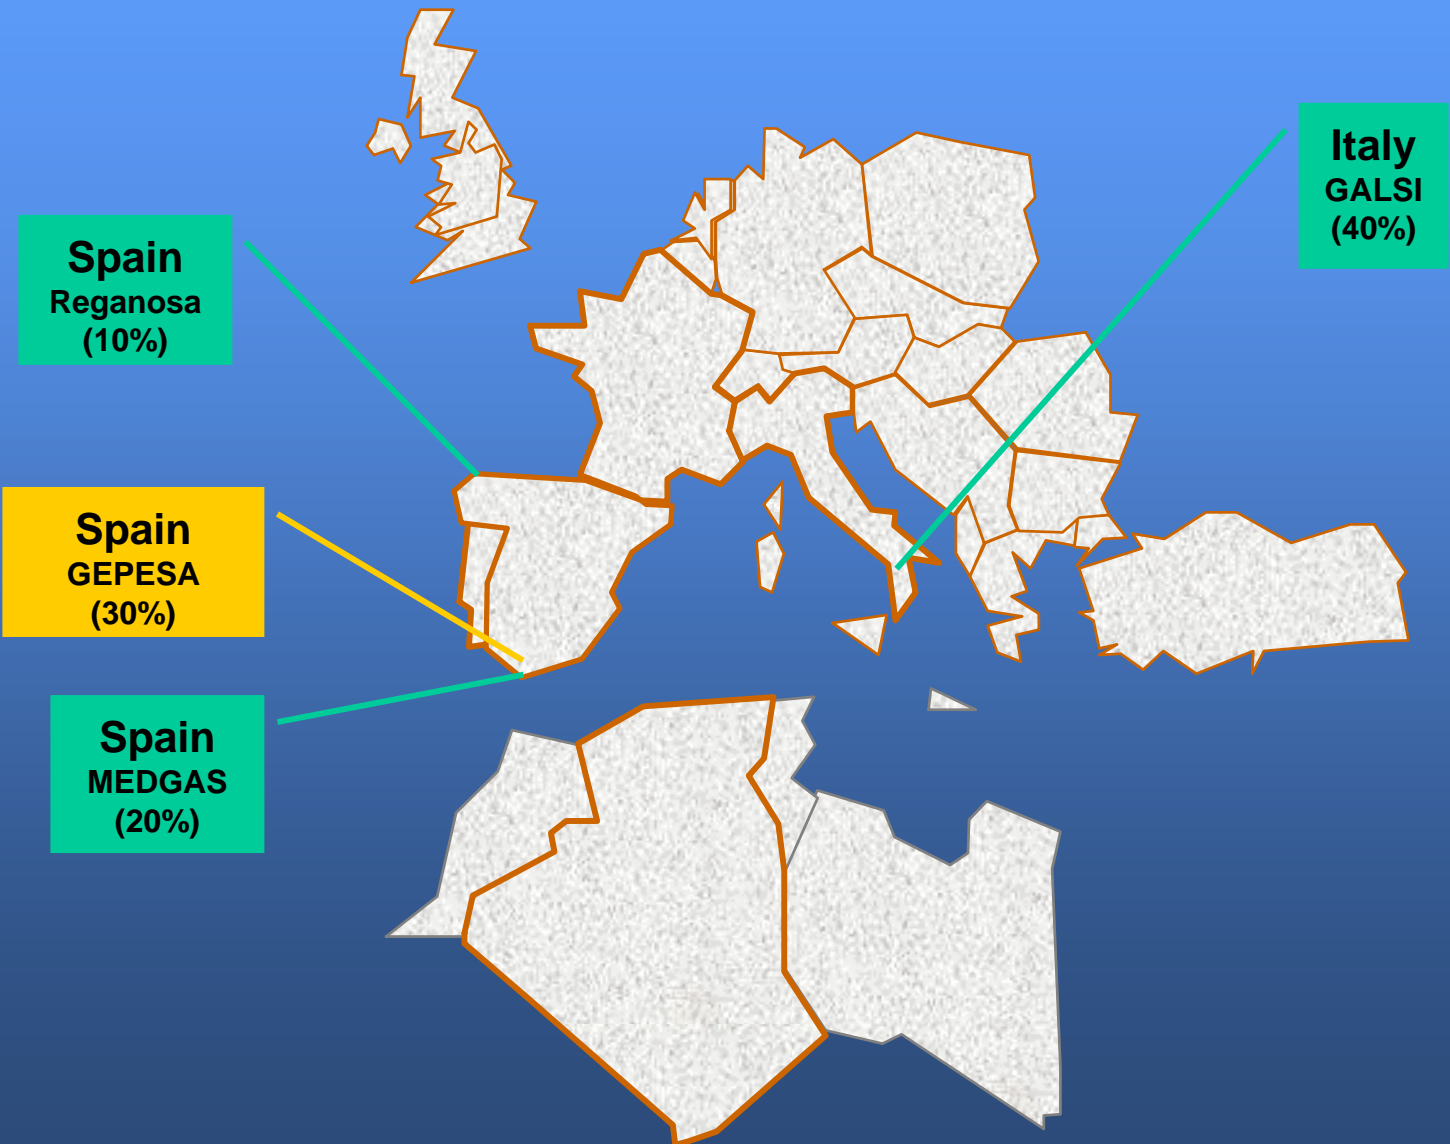 Italy
GALSI
(40%)
Spain
Reganosa
(10%)
Spain
GEPESA
(30%)
Spain
MEDGAS
(20%)